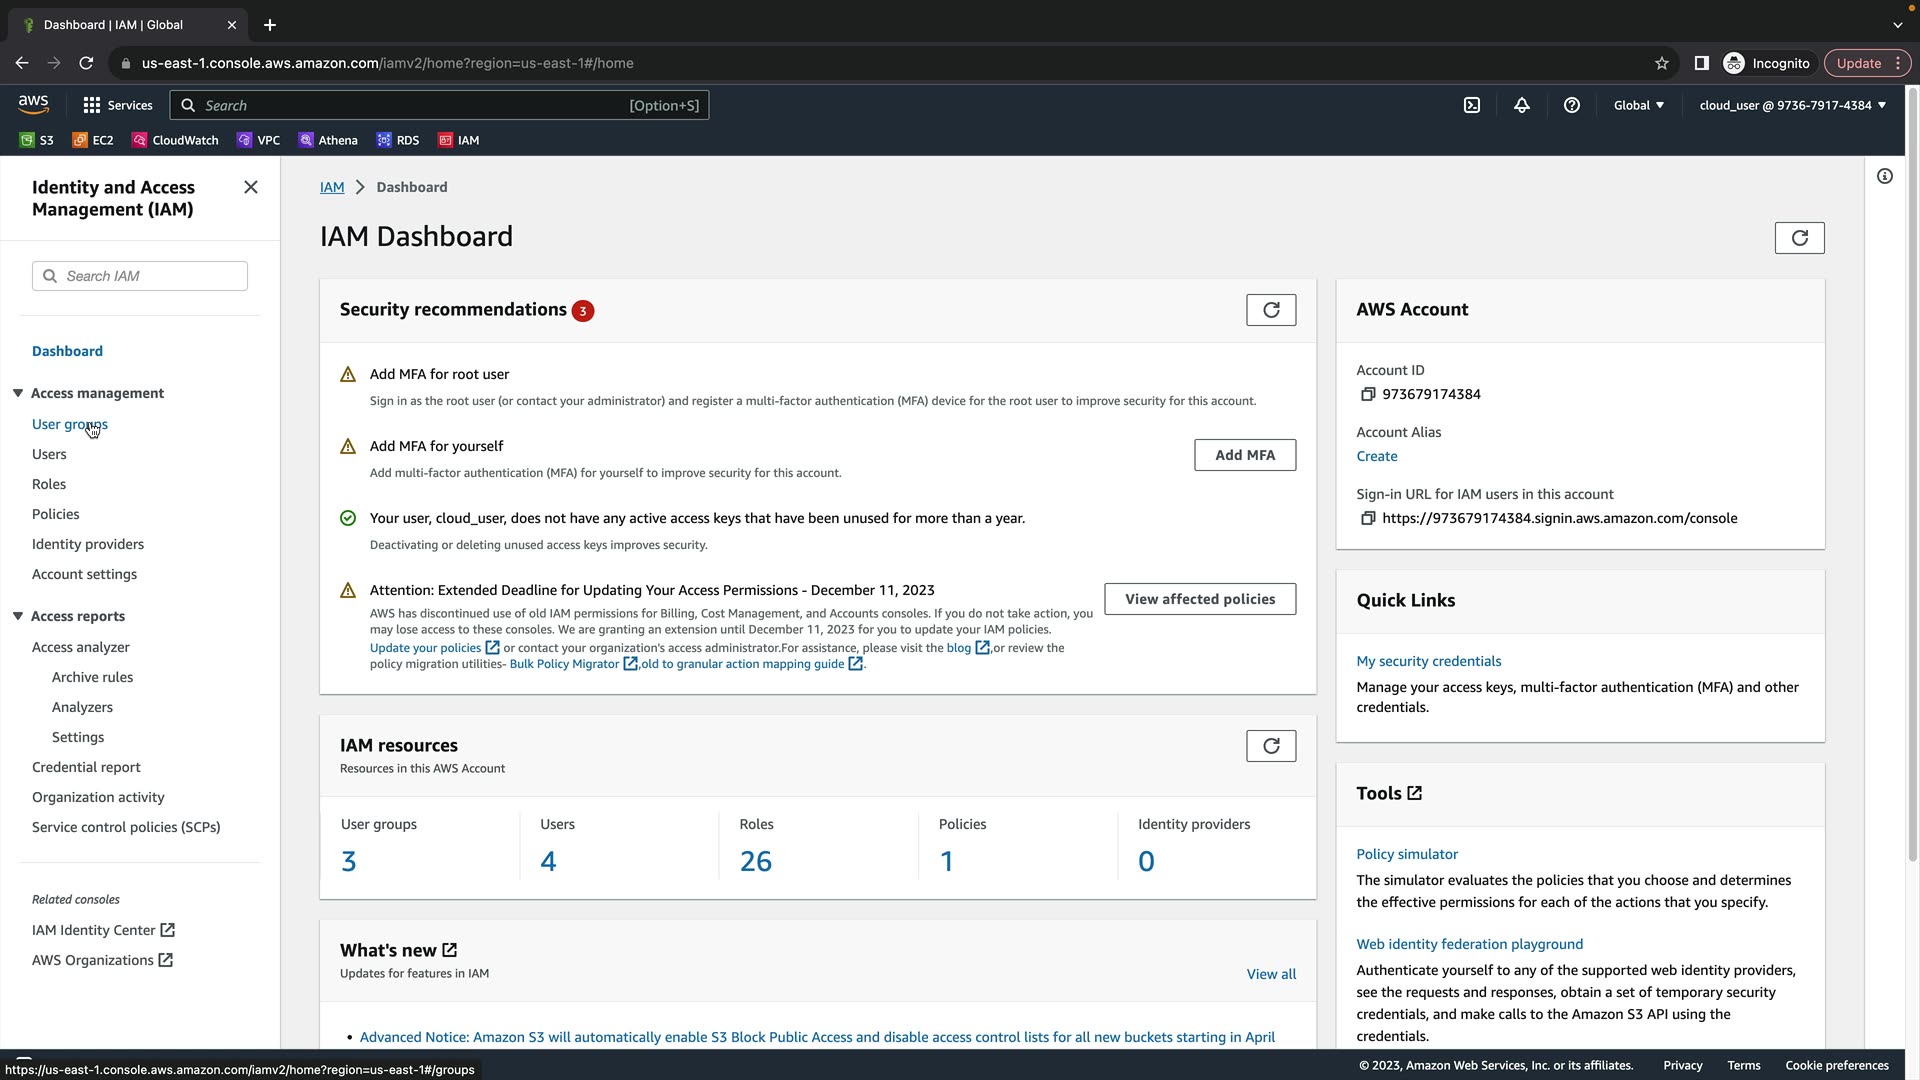 Dashboard | IAM | Global
us-east-1.console.aws.amazon.com/iamv2/home?region=us-east-1#/home
Incognito
Update
aws
Services
Search
[Option+S]
Global
cloud_user @ 9736-7917-4384
S3
EC2
CloudWatch
VPC
Athena
RDS
IAM
Identity and Access
Management (IAM)
Search IAM
Dashboard
Access management
User groups
Users
Roles
Policies
Identity providers
Account settings
Access reports
Access analyzer
Archive rules
Analyzers
Settings
Credential report
Organization activity
Service control policies (SCPs)
Related consoles
IAM Identity Center
AWS Organizations
IAM > Dashboard
IAM Dashboard
Security recommendations 3
Add MFA for root user
Sign in as the root user (or contact your administrator) and register a multi-factor authentication (MFA) device for the root user to improve security for this account.
Add MFA for yourself
Add multi-factor authentication (MFA) for yourself to improve security for this account.
Add MFA
Your user, cloud_user, does not have any active access keys that have been unused for more than a year.
Deactivating or deleting unused access keys improves security.
Attention: Extended Deadline for Updating Your Access Permissions - December 11, 2023
AWS has discontinued use of old IAM permissions for Billing, Cost Management, and Accounts consoles. If you do not take action, you
may lose access to these consoles. We are granting an extension until December 11, 2023 for you to update your IAM policies.
Update your policies or contact your organization's access administrator.For assistance, please visit the blog ,or review the
policy migration utilities- Bulk Policy Migrator ,old to granular action mapping guide .
View affected policies
IAM resources
Resources in this AWS Account
User groups
3
Users
4
Roles
26
Policies
1
Identity providers
0
What's new
Updates for features in IAM
View all
• Advanced Notice: Amazon S3 will automatically enable S3 Block Public Access and disable access control lists for all new buckets starting in April
AWS Account
Account ID
973679174384
Account Alias
Create
Sign-in URL for IAM users in this account
https://973679174384.signin.aws.amazon.com/console
Quick Links
My security credentials
Manage your access keys, multi-factor authentication (MFA) and other
credentials.
Tools
Policy simulator
The simulator evaluates the policies that you choose and determines
the effective permissions for each of the actions that you specify.
Web identity federation playground
Authenticate yourself to any of the supported web identity providers,
see the requests and responses, obtain a set of temporary security
credentials, and make calls to the Amazon S3 API using the
credentials.
https://us-east-1.console.aws.amazon.com/iamv2/home?region=us-east-1#/groups
© 2023, Amazon Web Services, Inc. or its affiliates.
Privacy
Terms
Cookie preferences